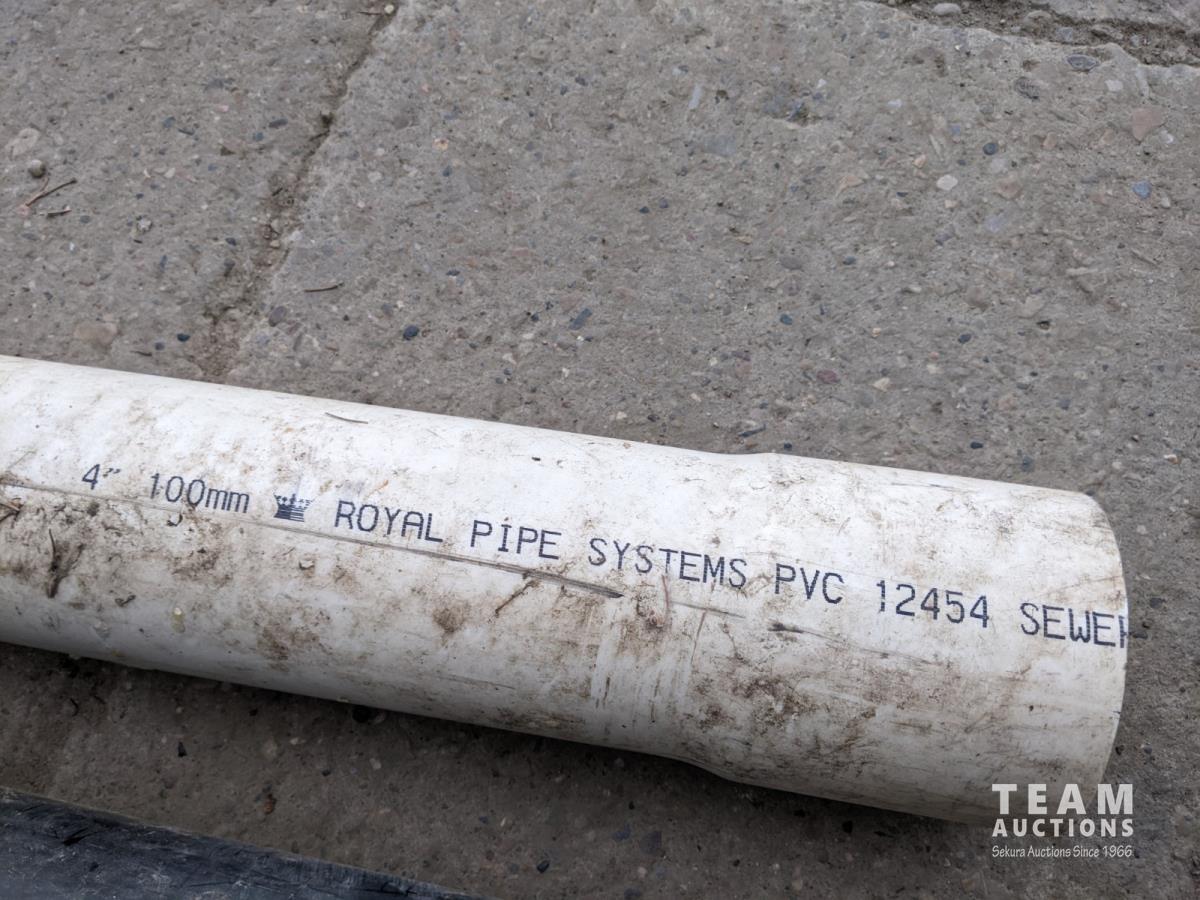 4" 100mm ROYAL PIPE SYSTEMS PVC 12454 SEWER
TEAM
AUCTIONS
Sekura Auctions Since 1966